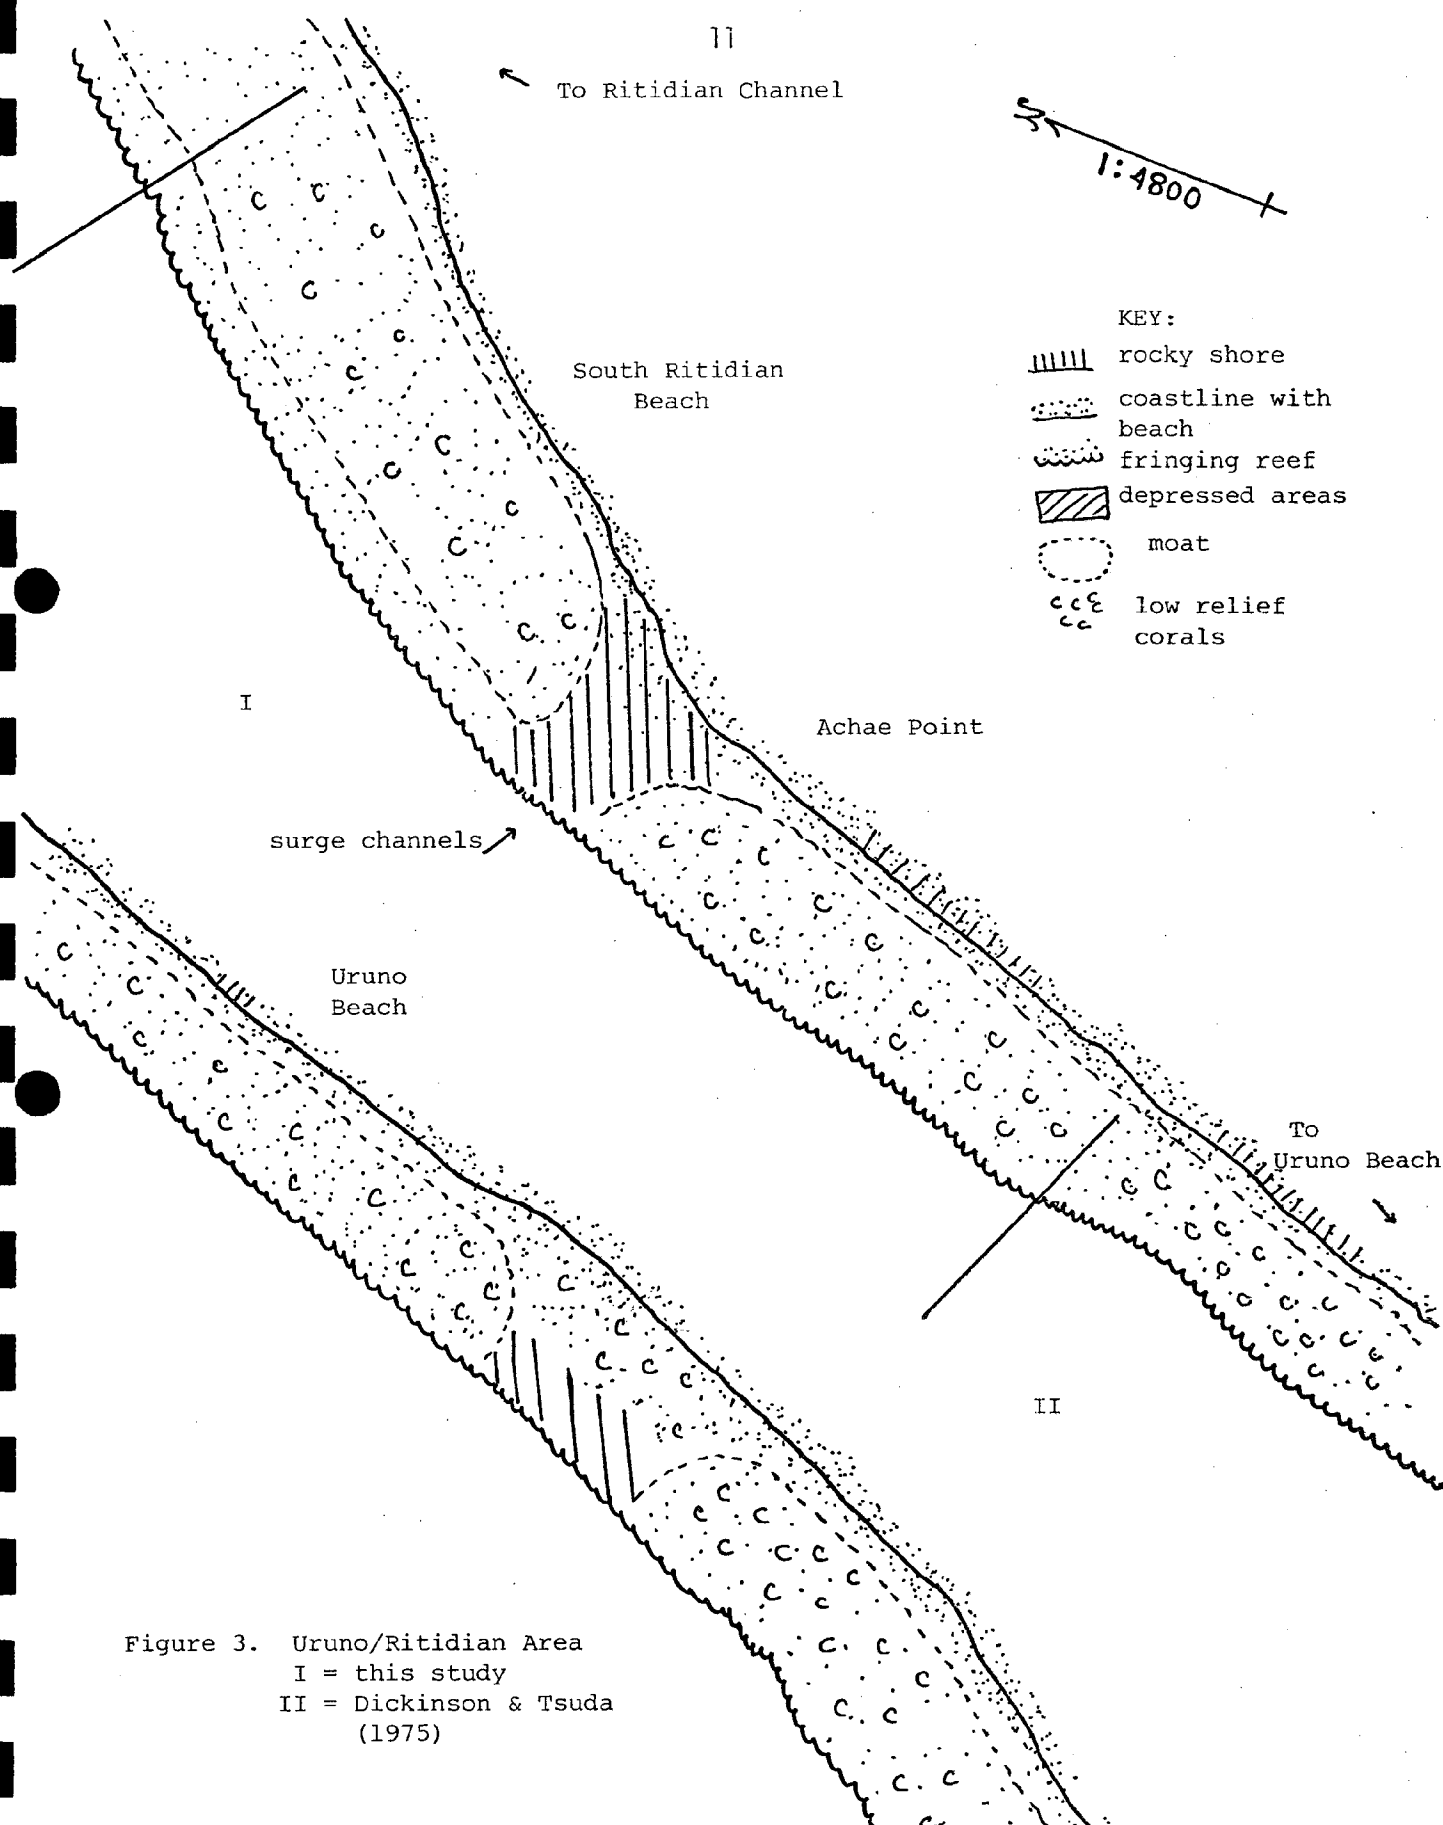 11
To Ritidian Channel
N
1:4800
KEY:
rocky shore
coastline with
beach
fringing reef
depressed areas
moat
low relief
corals
South Ritidian
Beach
I
Achae Point
surge channels
Uruno
Beach
To
Uruno Beach
II
Figure 3. Uruno/Ritidian Area
I = this study
II = Dickinson & Tsuda
(1975)